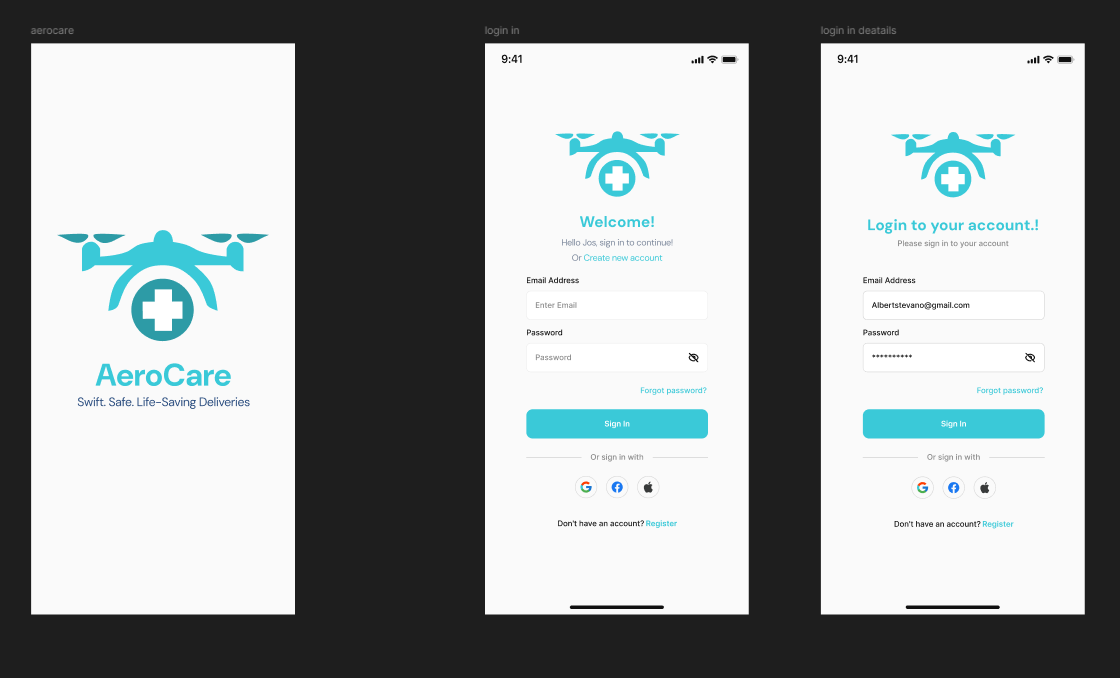 aerocare
AeroCare
Swift. Safe. Life-Saving Deliveries
login in
9:41
Welcome!
Hello Jos, sign in to continue!
Or Create new account
Email Address
Enter Email
Password
Password
Forgot password?
Sign In
Or sign in with
Don't have an account? Register
login in deatails
9:41
Login to your account.!
Please sign in to your account
Email Address
Albertstevano@gmail.com
Password
**********
Forgot password?
Sign In
Or sign in with
Don't have an account? Register